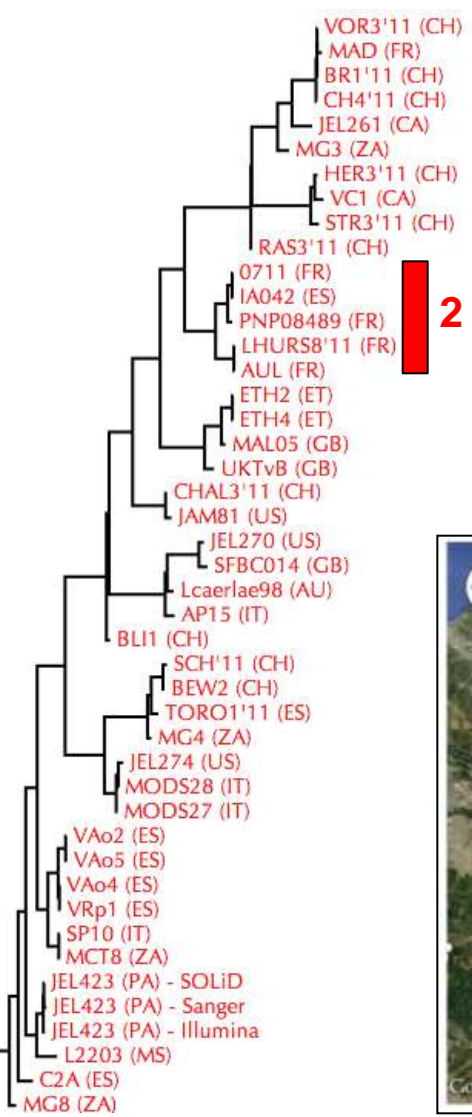 VOR3'11 (CH)
MAD (FR)
BR1'11 (CH)
CH4'11 (CH)
JEL261 (CA)
MG3 (ZA)
HER3'11 (CH)
VC1 (CA)
STR3'11 (CH)
RAS3'11 (CH)
0711 (FR)
IA042 (ES)
2
PNP08489 (FR)
LHURS8'11 (FR)
AUL (FR)
ETH2 (ET)
ETH4 (ET)
MAL05 (GB)
UKTvB (GB)
CHAL3'11 (CH)
JAM81 (US)
JEL270 (US)
SFBC014 (GB)
Lcaerlae98 (AU)
AP15 (IT)
BLI1 (CH)
SCH'11 (CH)
BEW2 (CH)
TORO1'11 (ES)
MG4 (ZA)
JEL274 (US)
MODS28 (IT)
MODS27 (IT)
VAo2 (ES)
VAo5 (ES)
VAo4 (ES)
VRp1 (ES)
SP10 (IT)
MCT8 (ZA)
JEL423 (PA) - SOLiD
JEL423 (PA) - Sanger
JEL423 (PA) - Illumina
L2203 (MS)
C2A (ES)
MG8 (ZA)